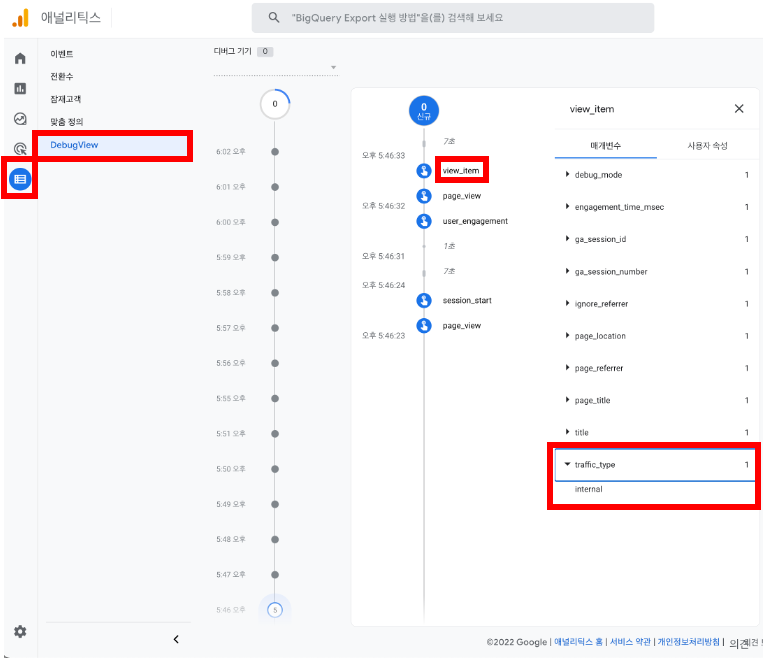 애널리틱스
"BigQuery Export 실행 방법"을(를) 검색해 보세요
이벤트
전환수
잠재고객
맞춤 정의
DebugView
디버그 기기 0
0
6:02 오후
6:01 오후
6:00 오후
5:59 오후
5:58 오후
5:57 오후
5:56 오후
5:55 오후
5:51 오후
5:50 오후
5:49 오후
5:48 오후
5:47 오후
5:46 오후
5
0
신규
7초
오후 5:46:33
view_item
page_view
오후 5:46:32
user_engagement
1초
오후 5:46:31
7초
오후 5:46:24
session_start
page_view
오후 5:46:23
view_item
매개변수 사용자 속성
debug_mode 1
engagement_time_msec 1
ga_session_id 1
ga_session_number 1
ignore_referrer 1
page_location 1
page_referrer 1
page_title 1
title 1
traffic_type 1
internal
©2022 Google | 애널리틱스 홈 | 서비스 약관 | 개인정보처리방침 |